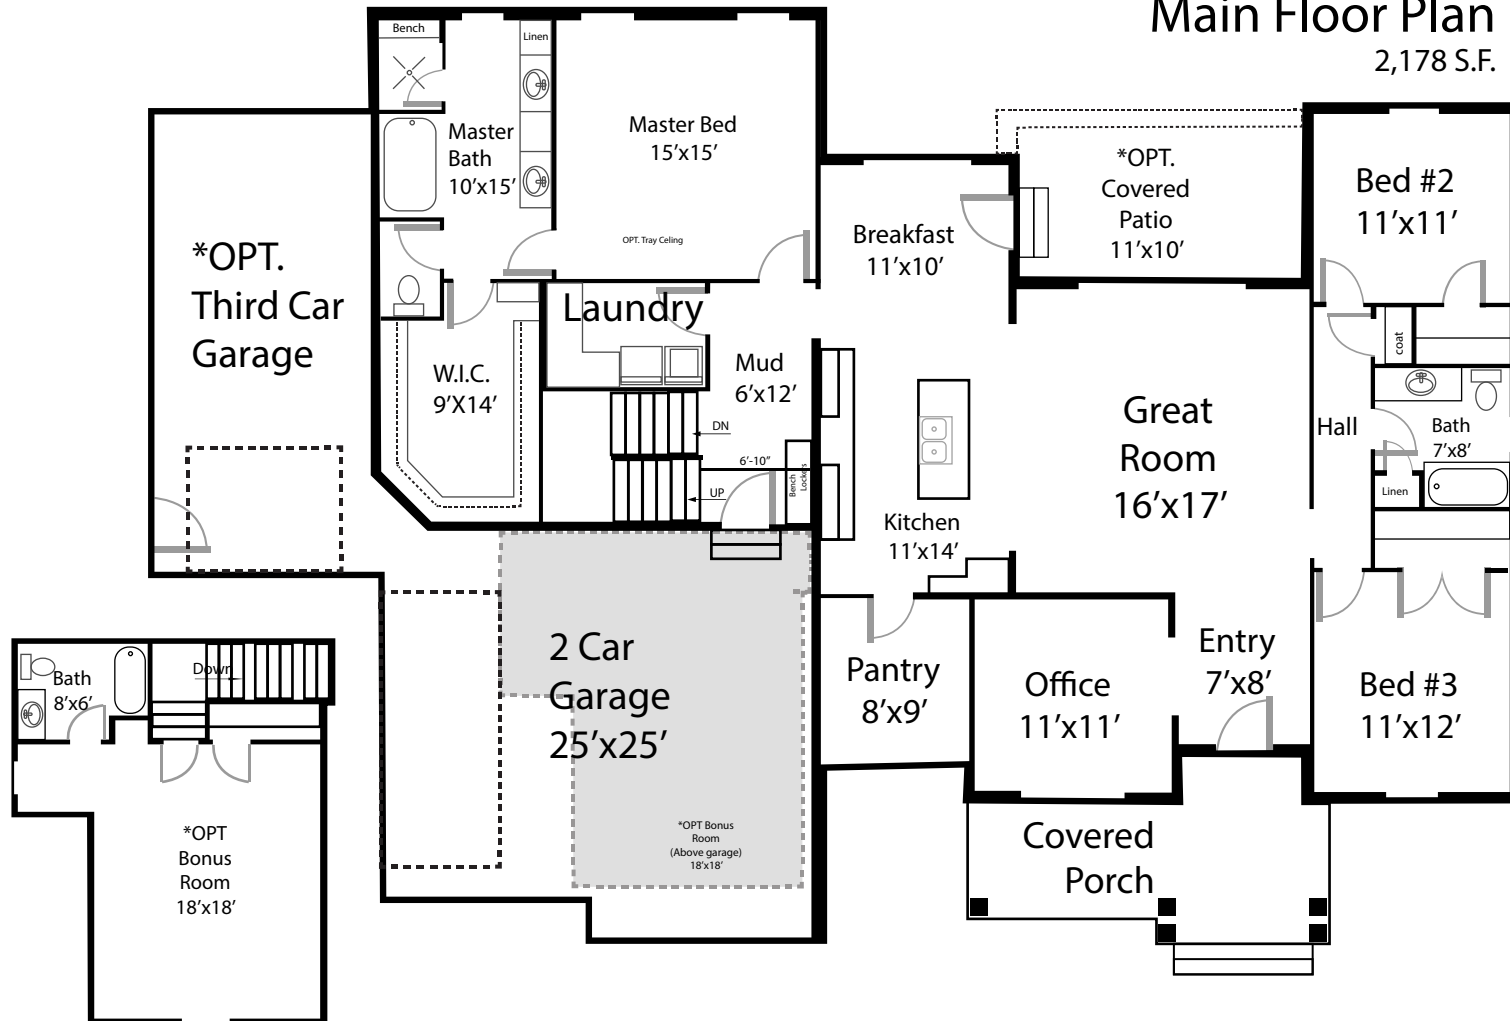 Main Floor Plan
2,178 S.F.
Bench
Linen
Master
Bath
10'x15'
Master Bed
15'x15'
OPT. Tray Celing
*OPT.
Third Car
Garage
Laundry
W.I.C.
9'X14'
Mud
6'x12'
DN
6'-10"
UP
Bench
Lockers
Breakfast
11'x10'
*OPT.
Covered
Patio
11'x10'
Bed #2
11'x11'
coat
Great
Room
16'x17'
Hall
Bath
7'x8'
Linen
Kitchen
11'x14'
2 Car
Garage
25'x25'
*OPT Bonus
Room
(Above garage)
18'x18'
Pantry
8'x9'
Office
11'x11'
Entry
7'x8'
Bed #3
11'x12'
Covered
Porch
Bath
8'x6'
Down
*OPT
Bonus
Room
18'x18'